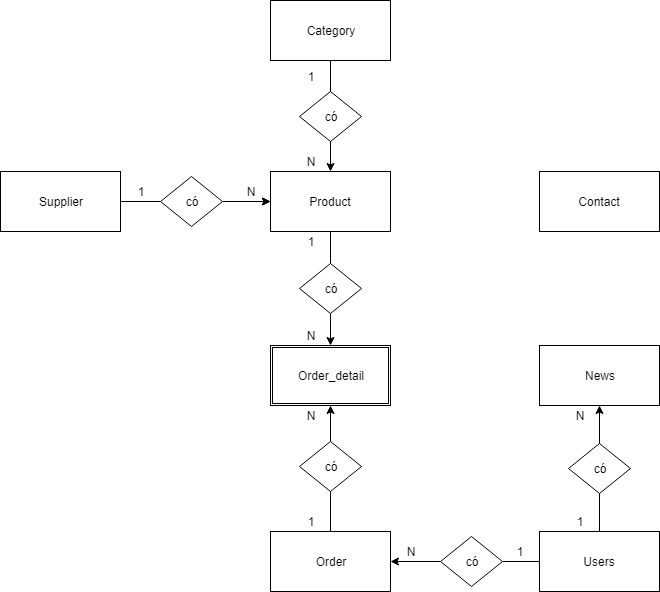 Category
1
có
N
Supplier
1
có
N
Product
Contact
1
có
N
Order_detail
News
N
N
có
có
1
1
Order
N
có
1
Users